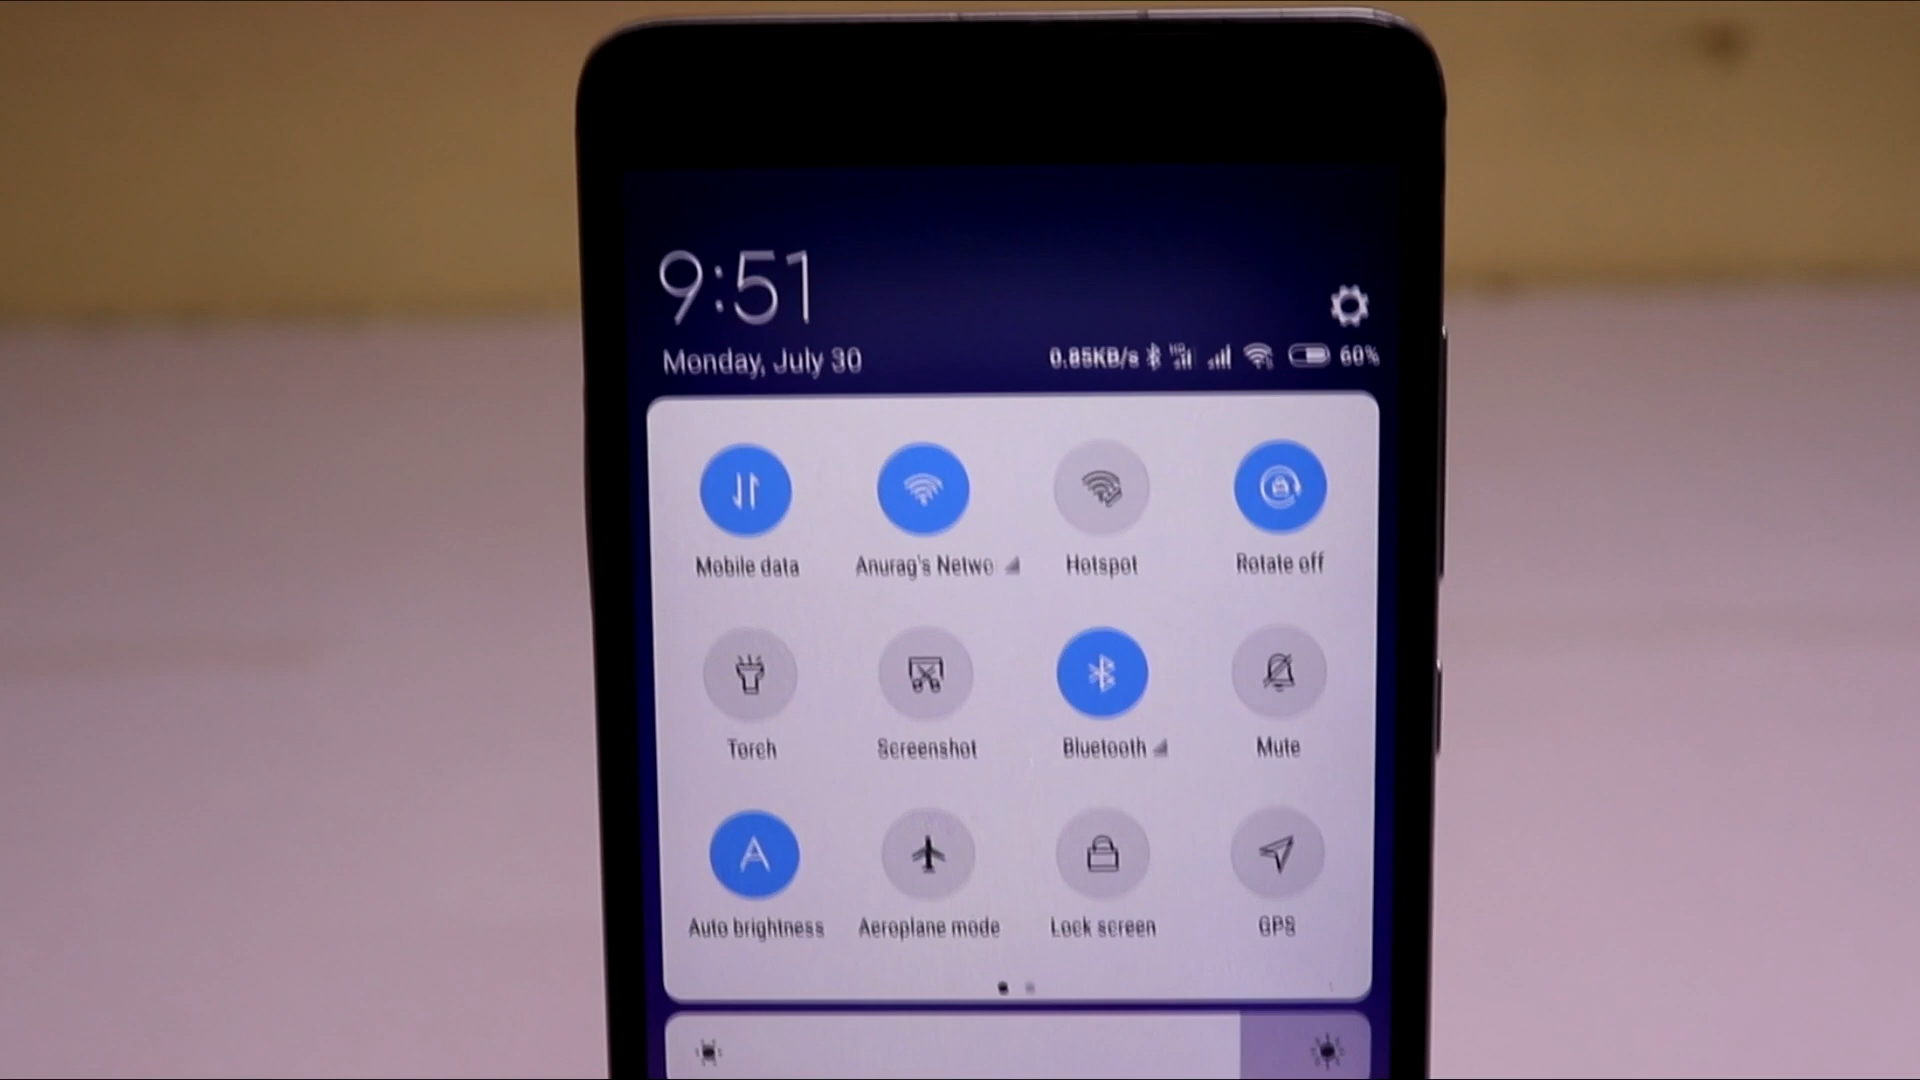 9:51
Monday, July 30
0.85KB/s HD 60%
Mobile data
Anurag's Netwo
Hotspot
Rotate off
Torch
Screenshot
Bluetooth
Mute
A
Auto brightness
Aeroplane mode
Lock screen
GPS